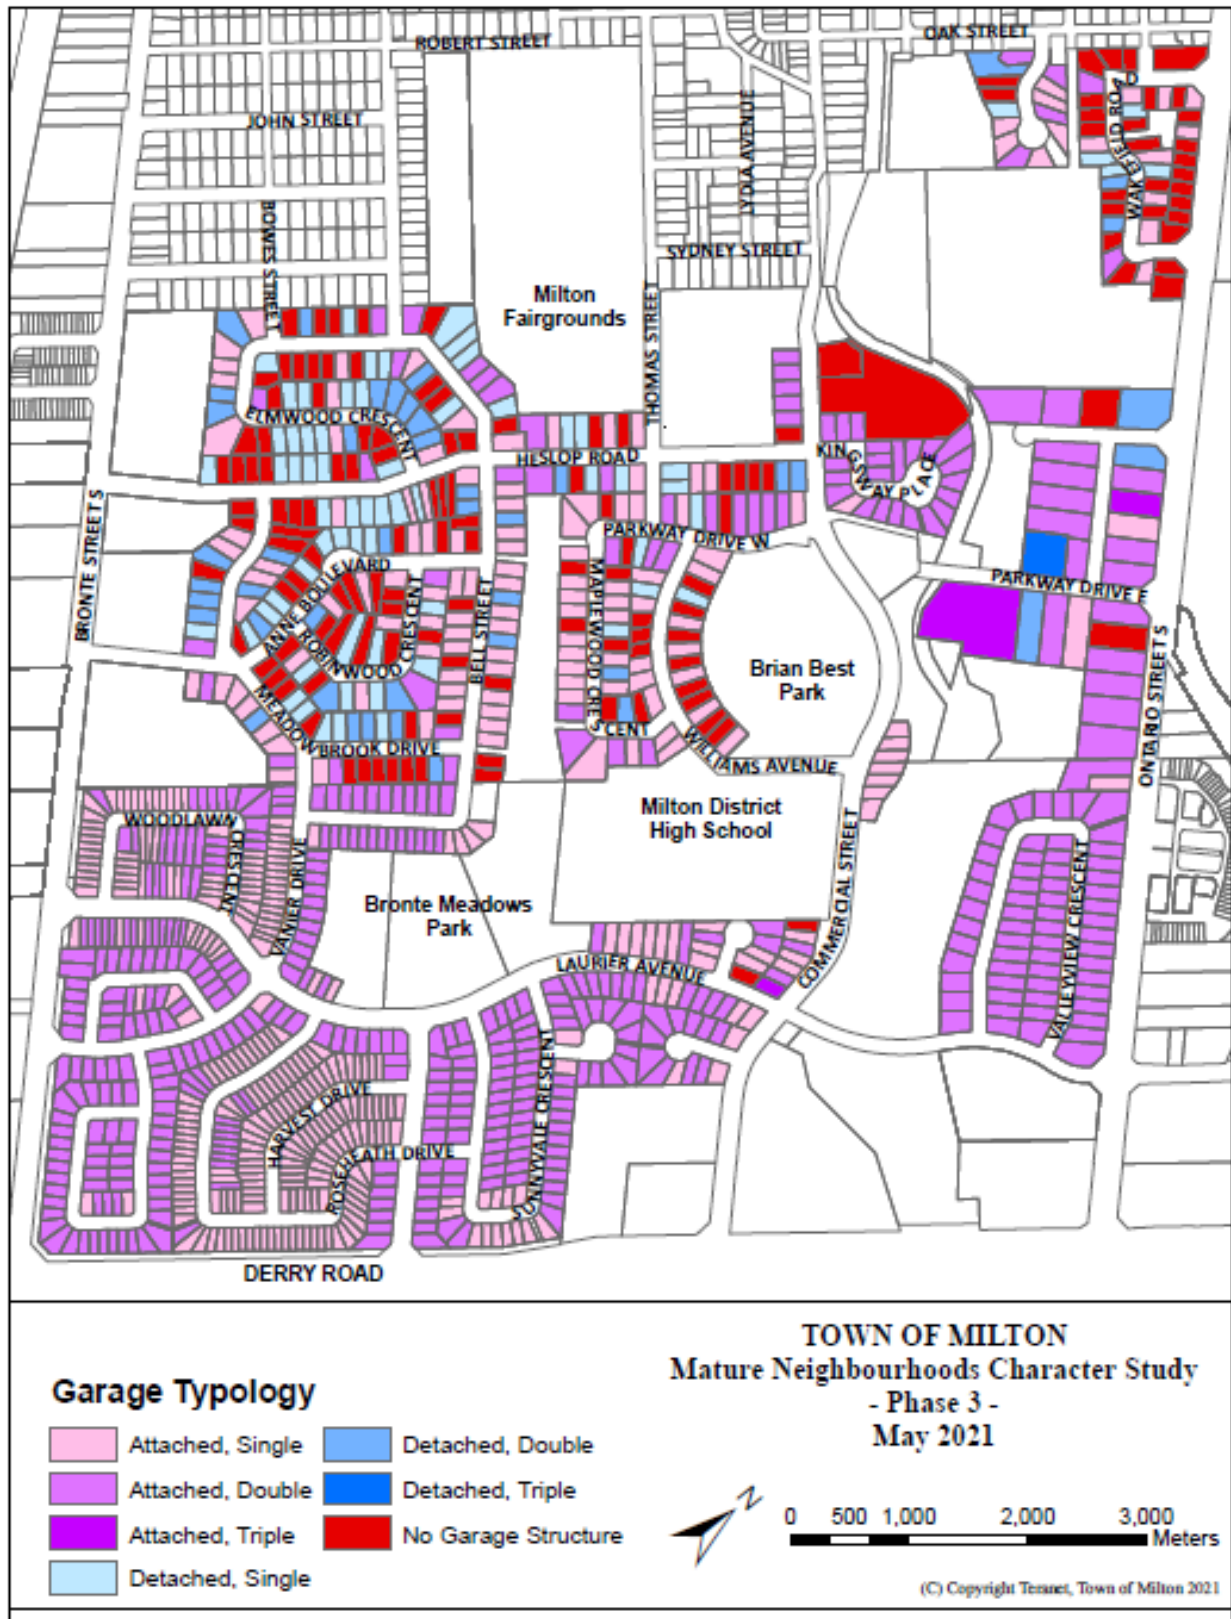 ROBERT STREET
OAK STREET
JOHN STREET
LYDIA AVENUE
WAKEFIELD ROAD
BOWES STREET
SYDNEY STREET
Milton
Fairgrounds
THOMAS STREET
ELMWOOD CRESCENT
HESLOP ROAD
KINGSWAY PLACE
BRONTE STREET S
PARKWAY DRIVE W
ANNE BOULEVARD
PARKWAY DRIVE E
ROBINWOOD CRESCENT
BELL STREET
MAPLEWOOD CRESCENT
Brian Best
Park
ONTARIO STREET S
MEADOWBROOK DRIVE
WILLIAMS AVENUE
Milton District
High School
WOODLAWN CRESCENT
VANIER DRIVE
COMMERCIAL STREET
VALLEYVIEW CRESCENT
Bronte Meadows
Park
LAURIER AVENUE
SUNNYVALE CRESCENT
HARVEST DRIVE
ROSEHEATH DRIVE
DERRY ROAD
TOWN OF MILTON
Mature Neighbourhoods Character Study
- Phase 3 -
May 2021
Garage Typology
Attached, Single
Detached, Double
Attached, Double
Detached, Triple
Attached, Triple
No Garage Structure
Detached, Single
N
0 500 1,000 2,000 3,000
Meters
(C) Copyright Teranet, Town of Milton 2021